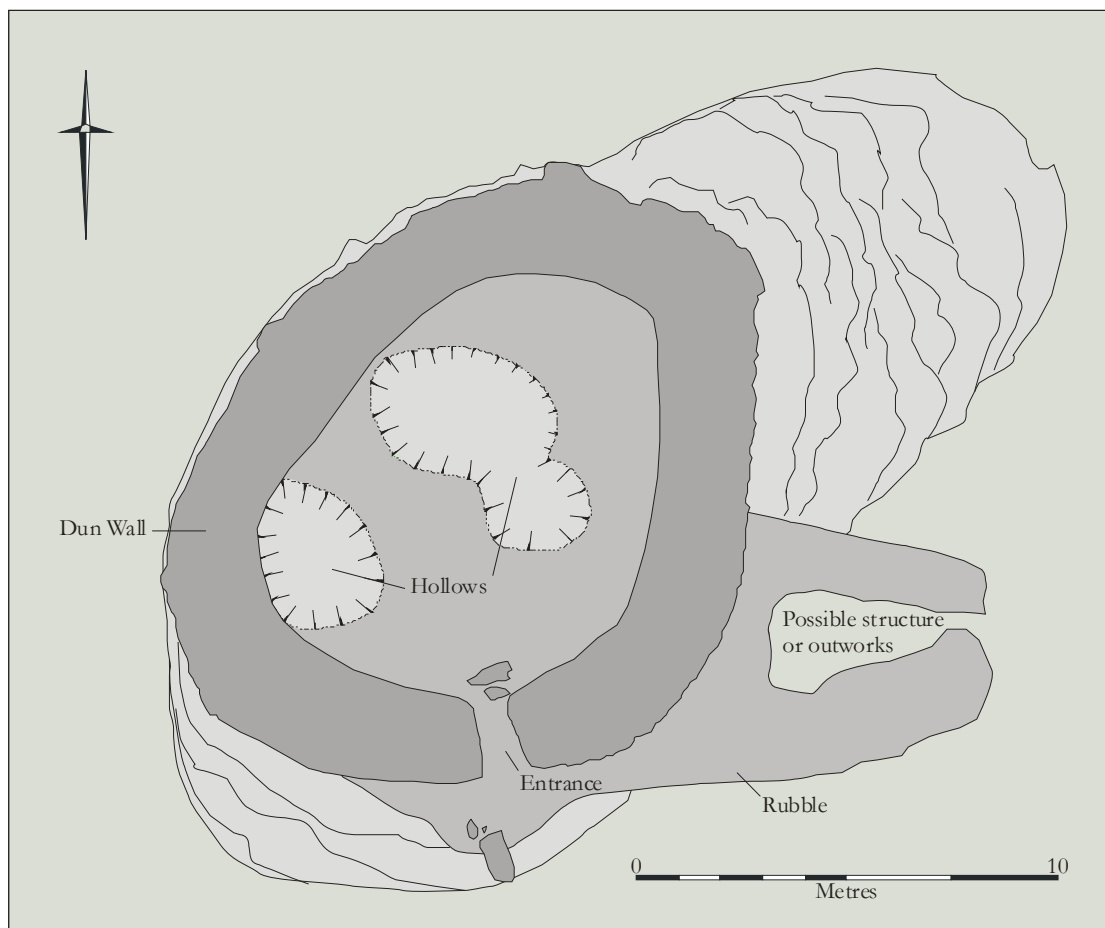 Dun Wall
Hollows
Possible structure
or outworks
Entrance
Rubble
0 10
Metres